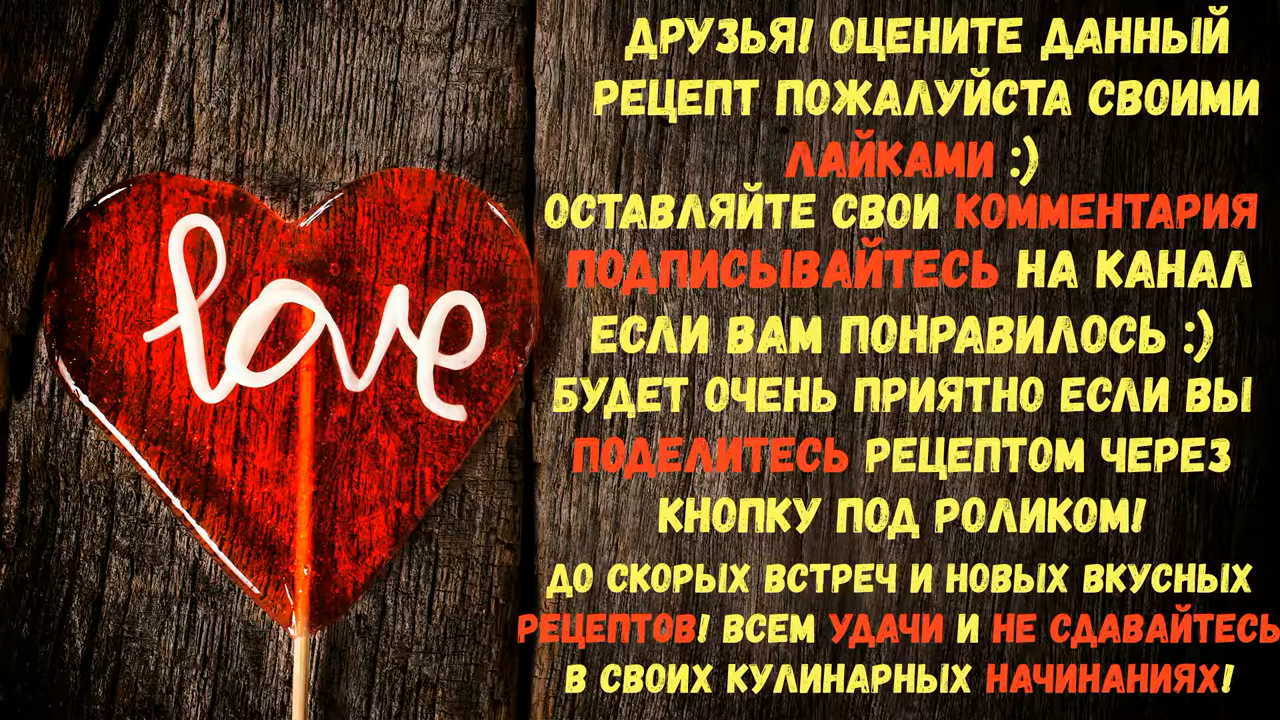 love
ДРУЗЬЯ! ОЦЕНИТЕ ДАННЫЙ
РЕЦЕПТ ПОЖАЛУЙСТА СВОИМИ
ЛАЙКАМИ :)
ОСТАВЛЯЙТЕ СВОИ КОММЕНТАРИЯ
ПОДПИСЫВАЙТЕСЬ НА КАНАЛ
ЕСЛИ ВАМ ПОНРАВИЛОСЬ :)
БУДЕТ ОЧЕНЬ ПРИЯТНО ЕСЛИ ВЫ
ПОДЕЛИТЕСЬ РЕЦЕПТОМ ЧЕРЕЗ
КНОПКУ ПОД РОЛИКОМ!
ДО СКОРЫХ ВСТРЕЧ И НОВЫХ ВКУСНЫХ
РЕЦЕПТОВ! ВСЕМ УДАЧИ И НЕ СДАВАЙТЕСЬ
В СВОИХ КУЛИНАРНЫХ НАЧИНАНИЯХ!